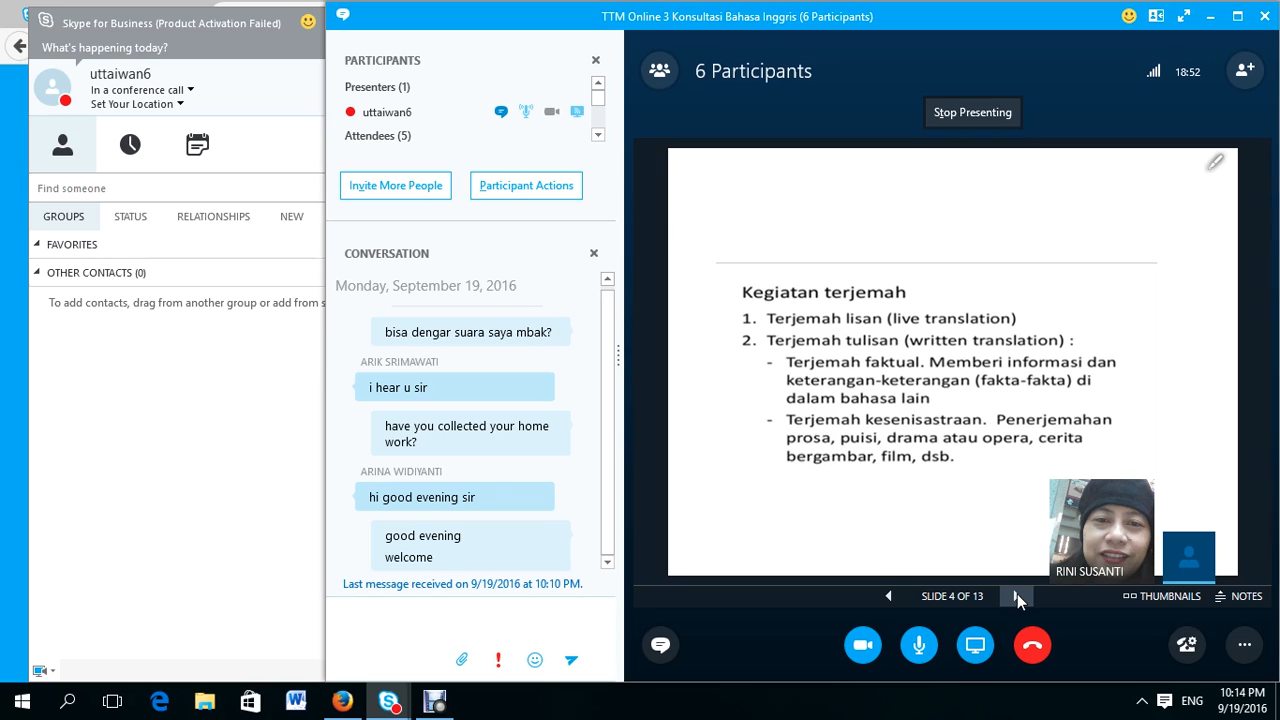 Skype for Business (Product Activation Failed)
What's happening today?
uttaiwan6
In a conference call
Set Your Location
Find someone
GROUPS
STATUS
RELATIONSHIPS
NEW
FAVORITES
OTHER CONTACTS (0)
To add contacts, drag from another group or add from s
TTM Online 3 Konsultasi Bahasa Inggris (6 Participants)
PARTICIPANTS
Presenters (1)
uttaiwan6
Attendees (5)
Invite More People
Participant Actions
CONVERSATION
Monday, September 19, 2016
bisa dengar suara saya mbak?
ARIK SRIMAWATI
i hear u sir
have you collected your home
work?
ARINA WIDIYANTI
hi good evening sir
good evening
welcome
Last message received on 9/19/2016 at 10:10 PM.
6 Participants
18:52
Stop Presenting
Kegiatan terjemah
1. Terjemah lisan (live translation)
2. Terjemah tulisan (written translation) :
- Terjemah faktual. Memberi informasi dan
keterangan-keterangan (fakta-fakta) di
dalam bahasa lain
- Terjemah kesenisastraan. Penerjemahan
prosa, puisi, drama atau opera, cerita
bergambar, film, dsb.
RINI SUSANTI
SLIDE 4 OF 13
THUMBNAILS
NOTES
ENG
10:14 PM
9/19/2016